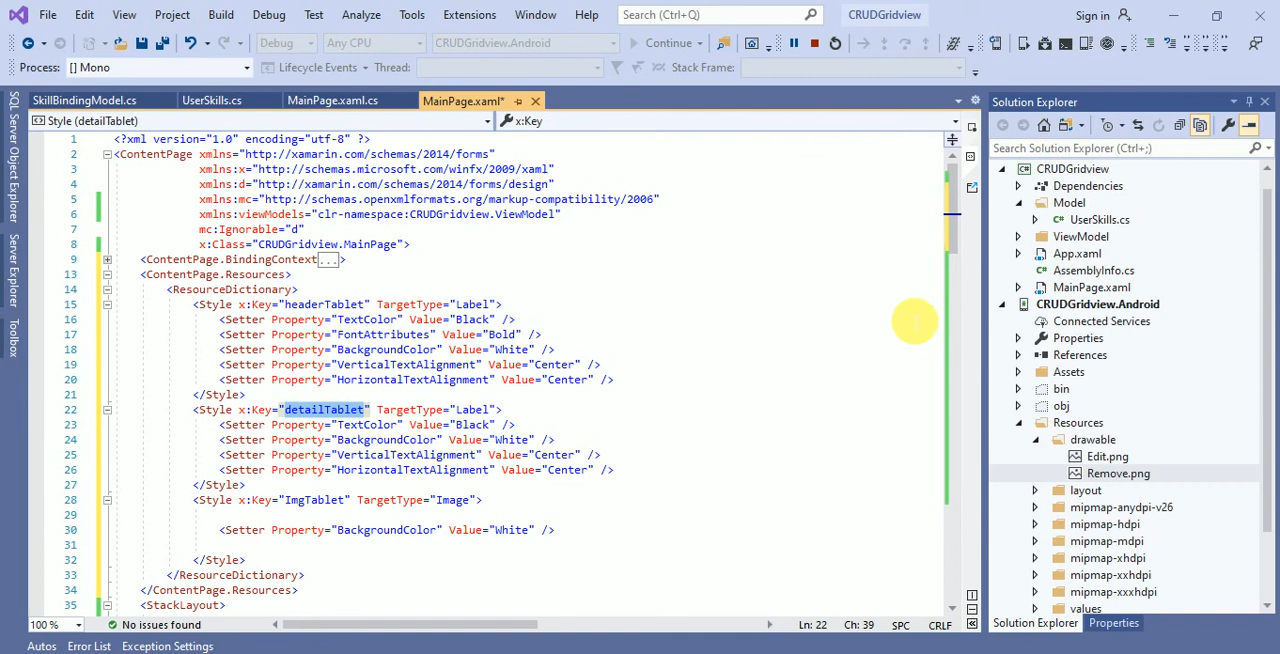 File Edit View Project Build Debug Test Analyze Tools Extensions Window Help Search (Ctrl+Q) CRUDGridview Sign in
Debug Any CPU CRUDGridview.Android Continue
Process: [] Mono Lifecycle Events Thread: Stack Frame:
SkillBindingModel.cs UserSkills.cs MainPage.xaml.cs MainPage.xaml*
Style (detailTablet) x:Key
SQL Server Object Explorer
Server Explorer
Toolbox
1 <?xml version="1.0" encoding="utf-8" ?>
2 <ContentPage xmlns="http://xamarin.com/schemas/2014/forms"
3 xmlns:x="http://schemas.microsoft.com/winfx/2009/xaml"
4 xmlns:d="http://xamarin.com/schemas/2014/forms/design"
5 xmlns:mc="http://schemas.openxmlformats.org/markup-compatibility/2006"
6 xmlns:viewModels="clr-namespace:CRUDGridview.ViewModel"
7 mc:Ignorable="d"
8 x:Class="CRUDGridview.MainPage">
9 <ContentPage.BindingContext...>
13 <ContentPage.Resources>
14 <ResourceDictionary>
15 <Style x:Key="headerTablet" TargetType="Label">
16 <Setter Property="TextColor" Value="Black" />
17 <Setter Property="FontAttributes" Value="Bold" />
18 <Setter Property="BackgroundColor" Value="White" />
19 <Setter Property="VerticalTextAlignment" Value="Center" />
20 <Setter Property="HorizontalTextAlignment" Value="Center" />
21 </Style>
22 <Style x:Key="detailTablet" TargetType="Label">
23 <Setter Property="TextColor" Value="Black" />
24 <Setter Property="BackgroundColor" Value="White" />
25 <Setter Property="VerticalTextAlignment" Value="Center" />
26 <Setter Property="HorizontalTextAlignment" Value="Center" />
27 </Style>
28 <Style x:Key="ImgTablet" TargetType="Image">
29
30 <Setter Property="BackgroundColor" Value="White" />
31
32 </Style>
33 </ResourceDictionary>
34 </ContentPage.Resources>
35 <StackLayout>
100 % No issues found Ln: 22 Ch: 39 SPC CRLF
Autos Error List Exception Settings
Solution Explorer
Search Solution Explorer (Ctrl+;)
CRUDGridview
Dependencies
Model
UserSkills.cs
ViewModel
App.xaml
AssemblyInfo.cs
MainPage.xaml
CRUDGridview.Android
Connected Services
Properties
References
Assets
bin
obj
Resources
drawable
Edit.png
Remove.png
layout
mipmap-anydpi-v26
mipmap-hdpi
mipmap-mdpi
mipmap-xhdpi
mipmap-xxhdpi
mipmap-xxxhdpi
values
Solution Explorer Properties